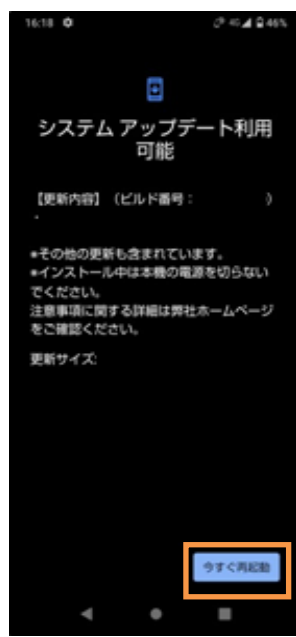 16:18
4G 46%
システム アップデート利用
可能
【更新内容】（ビルド番号： ）
・
*その他の更新も含まれています。
*インストール中は本機の電源を切らない
でください。
注意事項に関する詳細は弊社ホームページ
をご確認ください。
更新サイズ:
今すぐ再起動